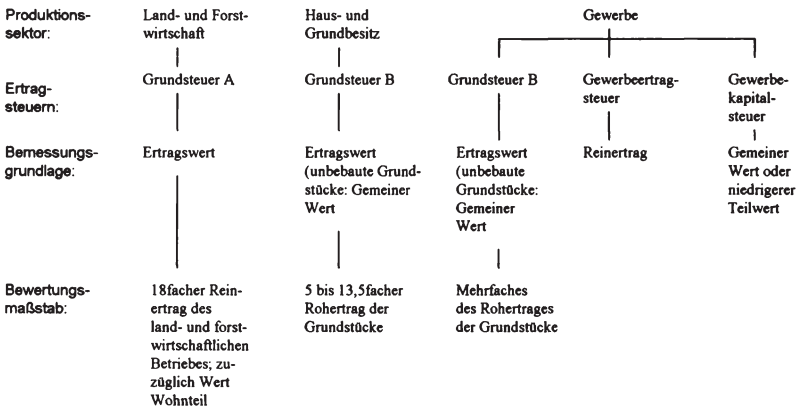 Produktions-
sektor:
Land- und Forst-
wirtschaft
Haus- und
Grundbesitz
Gewerbe
Ertrag-
steuern:
Grundsteuer A
Grundsteuer B
Grundsteuer B
Gewerbeertrag-
steuer
Gewerbe-
kapital-
steuer
Bemessungs-
grundlage:
Ertragswert
Ertragswert
(unbebaute Grund-
stücke: Gemeiner
Wert
Ertragswert
(unbebaute
Grundstücke:
Gemeiner
Wert
Reinertrag
Gemeiner
Wert oder
niedrigerer
Teilwert
Bewertungs-
maßstab:
18facher Rein-
ertrag des
land- und forst-
wirtschaftlichen
Betriebes; zu-
züglich Wert
Wohnteil
5 bis 13,5facher
Rohertrag der
Grundstücke
Mehrfaches
des Rohertrages
der Grundstücke